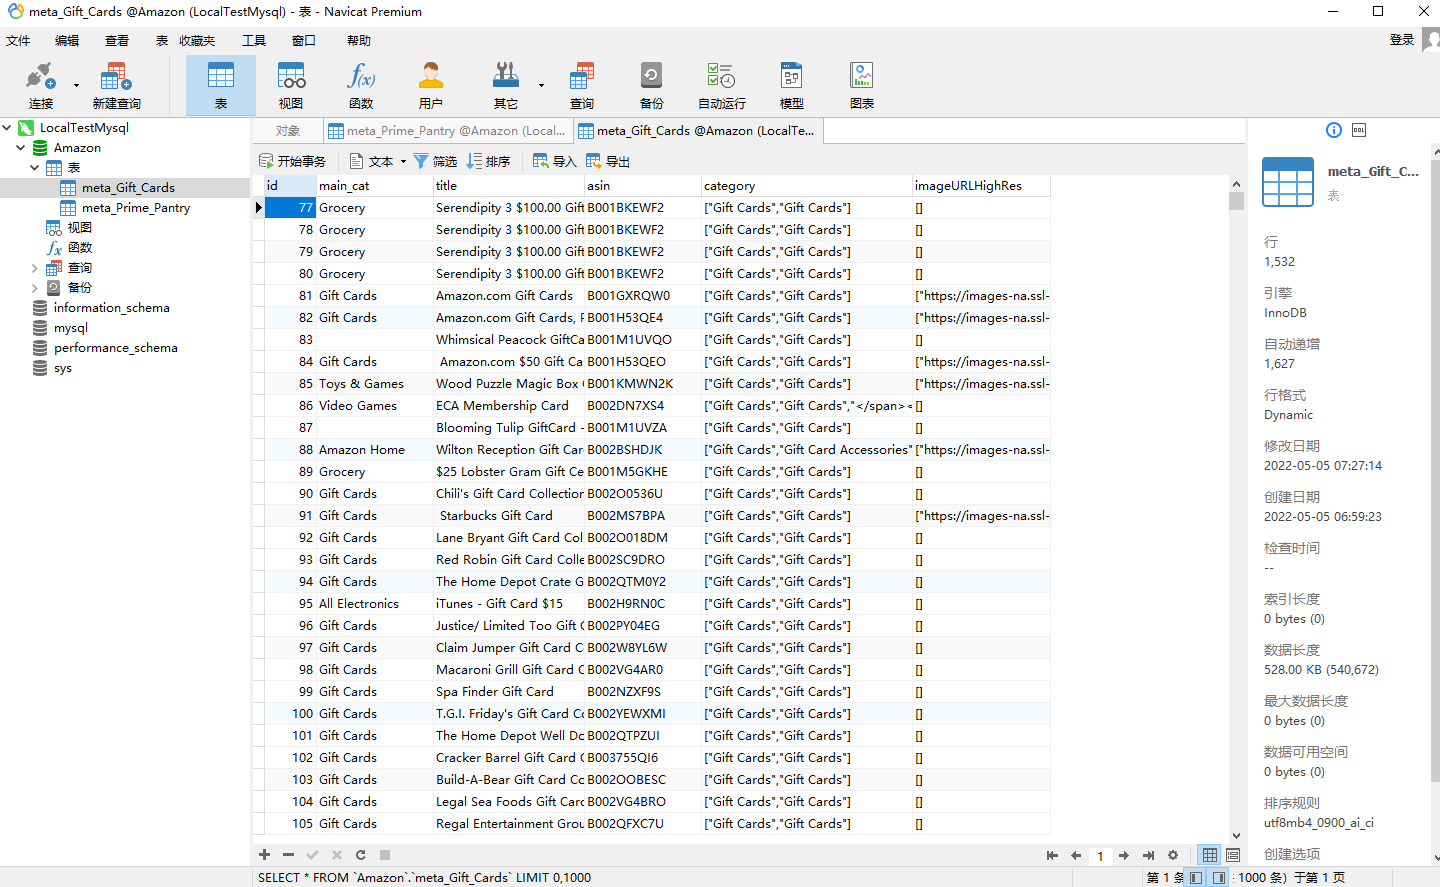 meta_Gift_Cards @Amazon (LocalTestMysql) - 表 - Navicat Premium
文件 编辑 查看 表 收藏夹 工具 窗口 帮助 登录
连接 新建查询 表 视图 函数 用户 其它 查询 备份 自动运行 模型 图表
LocalTestMysql
Amazon
表
meta_Gift_Cards
meta_Prime_Pantry
视图
函数
查询
备份
information_schema
mysql
performance_schema
sys
对象 meta_Prime_Pantry @Amazon (Local... meta_Gift_Cards @Amazon (LocalTe...
开始事务 文本 筛选 排序 导入 导出
id main_cat title asin category imageURLHighRes
77 Grocery Serendipity 3 $100.00 Gift B001BKEWF2 ["Gift Cards","Gift Cards"] []
78 Grocery Serendipity 3 $100.00 Gift B001BKEWF2 ["Gift Cards","Gift Cards"] []
79 Grocery Serendipity 3 $100.00 Gift B001BKEWF2 ["Gift Cards","Gift Cards"] []
80 Grocery Serendipity 3 $100.00 Gift B001BKEWF2 ["Gift Cards","Gift Cards"] []
81 Gift Cards Amazon.com Gift Cards B001GXRQW0 ["Gift Cards","Gift Cards"] ["https://images-na.ssl-
82 Gift Cards Amazon.com Gift Cards, B001H53QE4 ["Gift Cards","Gift Cards"] ["https://images-na.ssl-
83 Whimsical Peacock GiftCa B001M1UVQO ["Gift Cards","Gift Cards"] []
84 Gift Cards Amazon.com $50 Gift Ca B001H53QEO ["Gift Cards","Gift Cards"] ["https://images-na.ssl-
85 Toys & Games Wood Puzzle Magic Box B001KMWN2K ["Gift Cards","Gift Cards"] ["https://images-na.ssl-
86 Video Games ECA Membership Card B002DN7XS4 ["Gift Cards","Gift Cards","</span>< []
87 Blooming Tulip GiftCard - B001M1UVZA ["Gift Cards","Gift Cards"] []
88 Amazon Home Wilton Reception Gift Car B002BSHDJK ["Gift Cards","Gift Card Accessories" ["https://images-na.ssl-
89 Grocery $25 Lobster Gram Gift Ce B001M5GKHE ["Gift Cards","Gift Cards"] []
90 Gift Cards Chili's Gift Card Collection B002O0536U ["Gift Cards","Gift Cards"] []
91 Gift Cards Starbucks Gift Card B002MS7BPA ["Gift Cards","Gift Cards"] ["https://images-na.ssl-
92 Gift Cards Lane Bryant Gift Card Col B002O018DM ["Gift Cards","Gift Cards"] []
93 Gift Cards Red Robin Gift Card Colle B002SC9DRO ["Gift Cards","Gift Cards"] []
94 Gift Cards The Home Depot Crate G B002QTM0Y2 ["Gift Cards","Gift Cards"] []
95 All Electronics iTunes - Gift Card $15 B002H9RN0C ["Gift Cards","Gift Cards"] []
96 Gift Cards Justice/ Limited Too Gift B002PY04EG ["Gift Cards","Gift Cards"] []
97 Gift Cards Claim Jumper Gift Card C B002W8YL6W ["Gift Cards","Gift Cards"] []
98 Gift Cards Macaroni Grill Gift Card C B002VG4AR0 ["Gift Cards","Gift Cards"] []
99 Gift Cards Spa Finder Gift Card B002NZXF9S ["Gift Cards","Gift Cards"] []
100 Gift Cards T.G.I. Friday's Gift Card Co B002YEWXMI ["Gift Cards","Gift Cards"] []
101 Gift Cards The Home Depot Well Do B002QTPZUI ["Gift Cards","Gift Cards"] []
102 Gift Cards Cracker Barrel Gift Card B003755QI6 ["Gift Cards","Gift Cards"] []
103 Gift Cards Build-A-Bear Gift Card Co B002OOBESC ["Gift Cards","Gift Cards"] []
104 Gift Cards Legal Sea Foods Gift Card B002VG4BRO ["Gift Cards","Gift Cards"] []
105 Gift Cards Regal Entertainment Grou B002QFXC7U ["Gift Cards","Gift Cards"] []
1
SELECT * FROM `Amazon`.`meta_Gift_Cards` LIMIT 0,1000
第 1 条 : 1000 条) 于第 1 页
DDL
meta_Gift_C...
表
行
1,532
引擎
InnoDB
自动递增
1,627
行格式
Dynamic
修改日期
2022-05-05 07:27:14
创建日期
2022-05-05 06:59:23
检查时间
--
索引长度
0 bytes (0)
数据长度
528.00 KB (540,672)
最大数据长度
0 bytes (0)
数据可用空间
0 bytes (0)
排序规则
utf8mb4_0900_ai_ci
创建选项